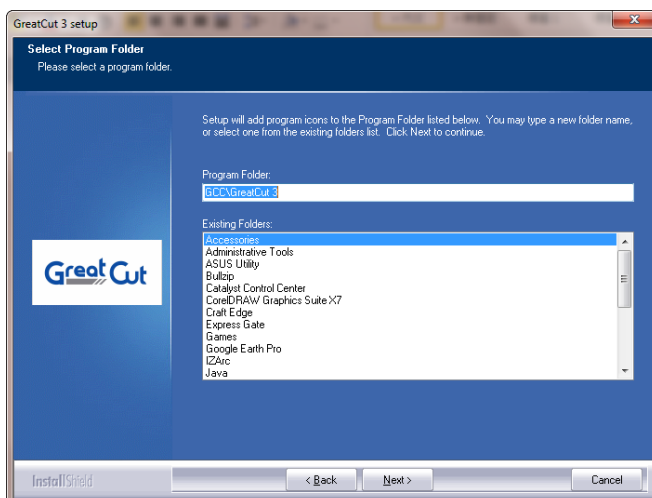 GreatCut 3 setup
Select Program Folder
Please select a program folder.
Setup will add program icons to the Program Folder listed below. You may type a new folder name,
or select one from the existing folders list. Click Next to continue.
Program Folder:
GCC\GreatCut 3
Existing Folders:
Accessories
Administrative Tools
ASUS Utility
Bullzip
Catalyst Control Center
CorelDRAW Graphics Suite X7
Craft Edge
Express Gate
Games
Google Earth Pro
IZArc
Java
Great Cut
InstallShield
< Back
Next >
Cancel